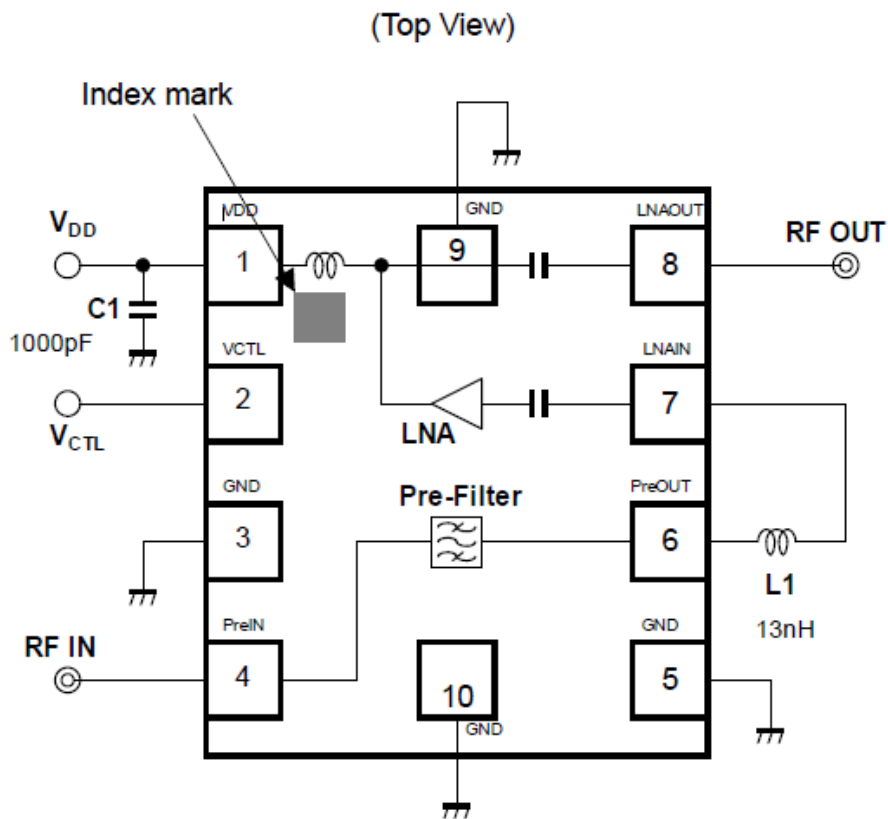 (Top View)
Index mark
VDD
GND
LNAOUT
VDD
1
9
8
RF OUT
C1
1000pF
VCTL
LNAIN
2
7
VCTL
LNA
GND
Pre-Filter
PreOUT
3
6
L1
13nH
PreIN
GND
RF IN
4
10
5
GND